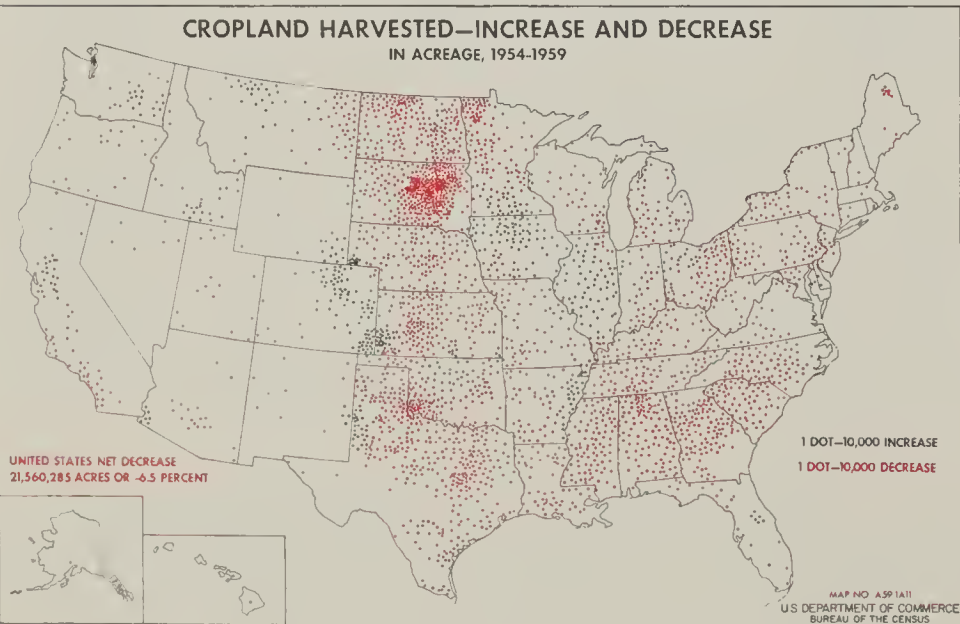 CROPLAND HARVESTED—INCREASE AND DECREASE
IN ACREAGE, 1954-1959
1 DOT—10,000 INCREASE
1 DOT—10,000 DECREASE
UNITED STATES NET DECREASE
21,560,285 ACRES OR -6.5 PERCENT
MAP NO A59 1A11
U S DEPARTMENT OF COMMERCE
BUREAU OF THE CENSUS